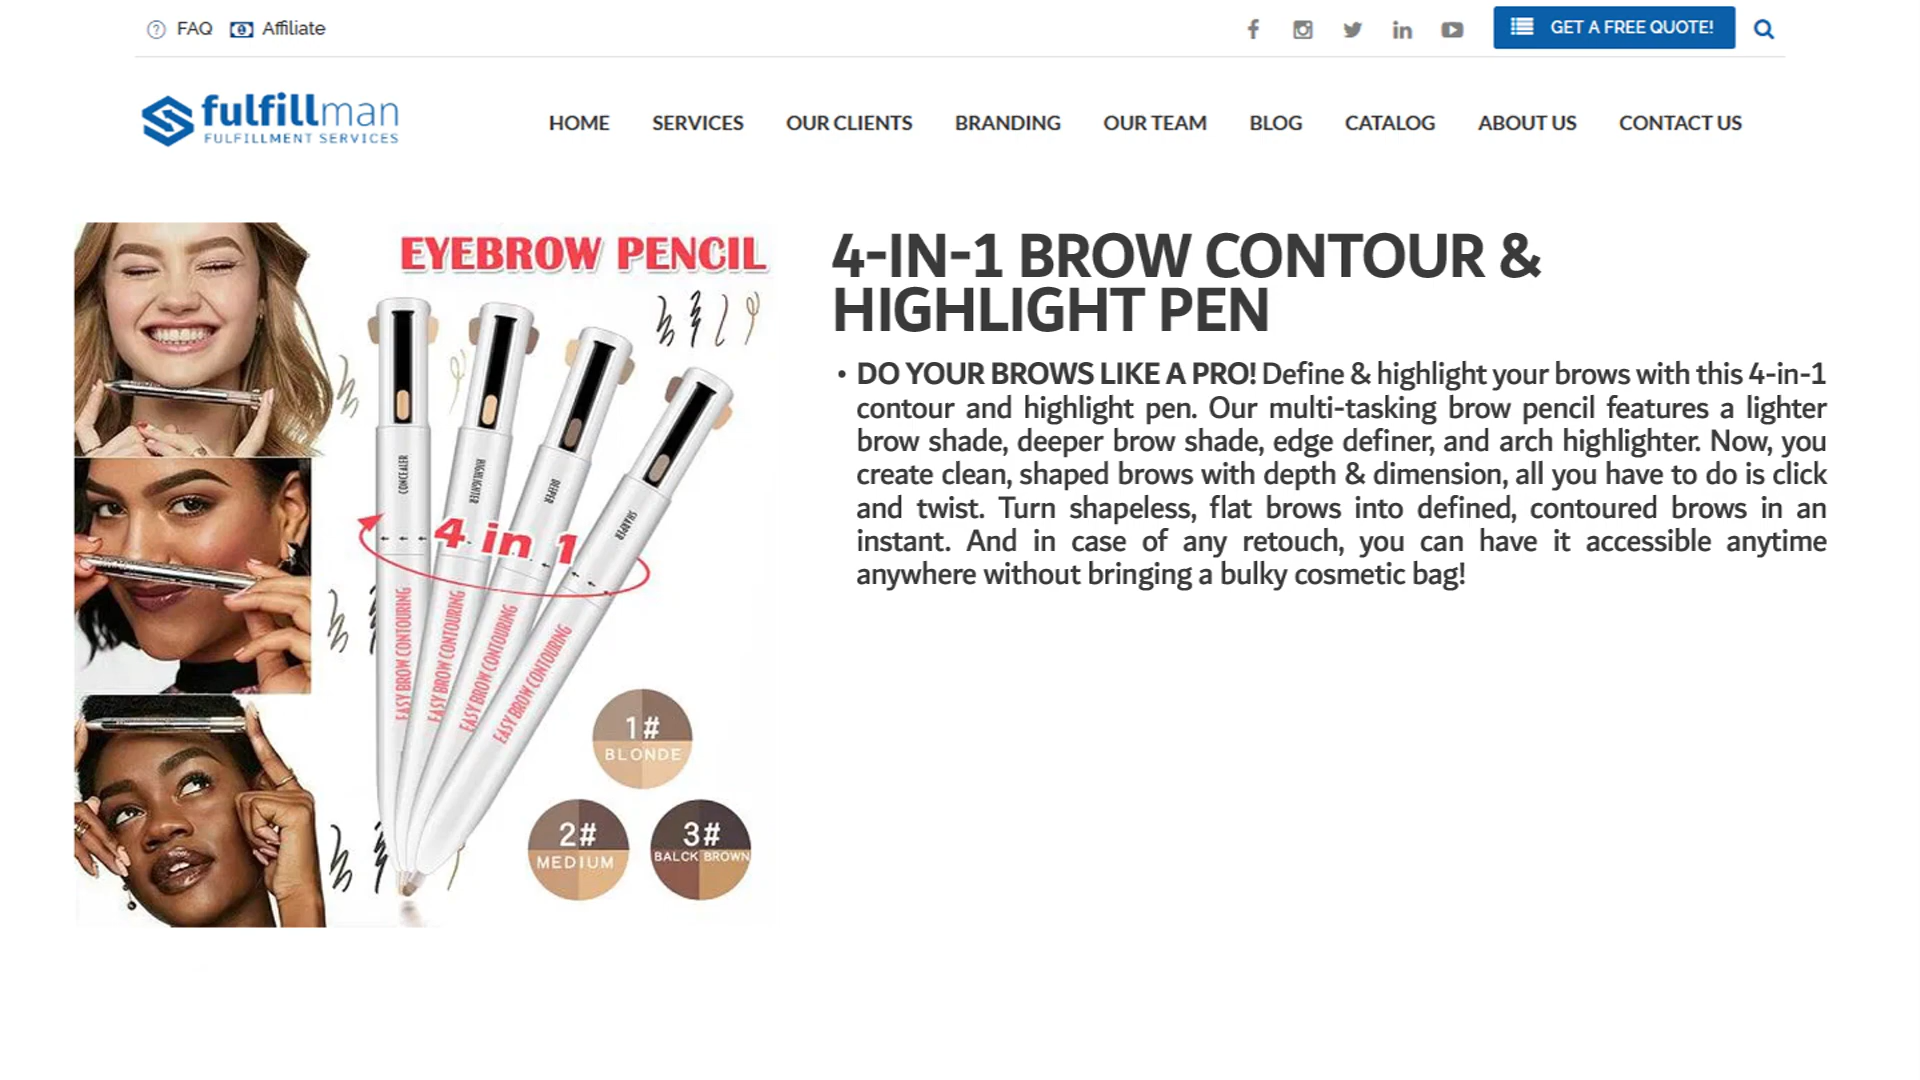 FAQ Affiliate
GET A FREE QUOTE!
fulfillman
FULFILLMENT SERVICES
HOME SERVICES OUR CLIENTS BRANDING OUR TEAM BLOG CATALOG ABOUT US CONTACT US
EYEBROW PENCIL
CONCEALER
HIGHLIGHTER
DEEPER
SHARPER
4 in 1
EASY BROW CONTOURING
EASY BROW CONTOURING
EASY BROW CONTOURING
EASY BROW CONTOURING
1#
BLONDE
2#
MEDIUM
3#
BALCK BROWN
4-IN-1 BROW CONTOUR &
HIGHLIGHT PEN
• DO YOUR BROWS LIKE A PRO! Define & highlight your brows with this 4-in-1
contour and highlight pen. Our multi-tasking brow pencil features a lighter
brow shade, deeper brow shade, edge definer, and arch highlighter. Now, you
create clean, shaped brows with depth & dimension, all you have to do is click
and twist. Turn shapeless, flat brows into defined, contoured brows in an
instant. And in case of any retouch, you can have it accessible anytime
anywhere without bringing a bulky cosmetic bag!